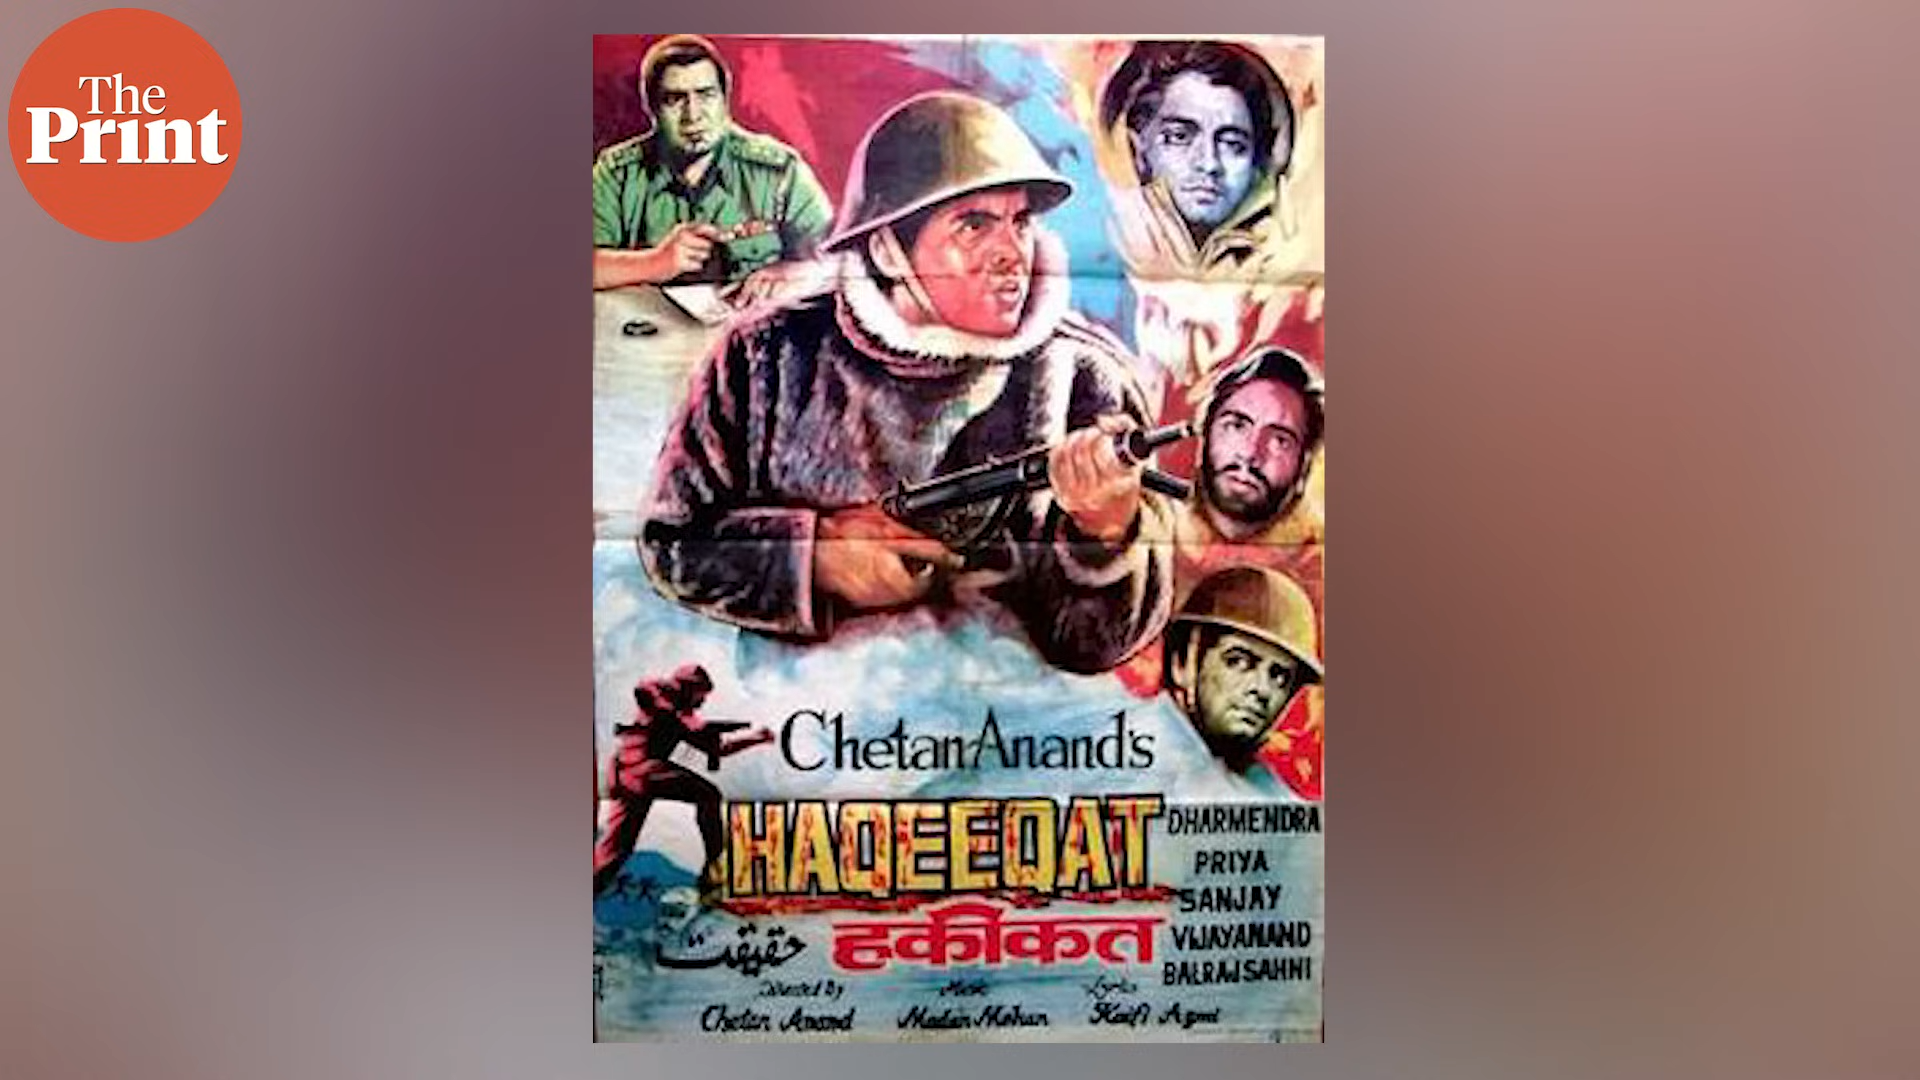 The
Print
Chetan Anand's
HAQEEQAT
हकीकत
حقیقت
DHARMENDRA
PRIYA
SANJAY
VIJAYANAND
BALRAJ SAHNI
Directed By
Chetan Anand
Music
Madan Mohan
Lyrics
Kaifi Azmi